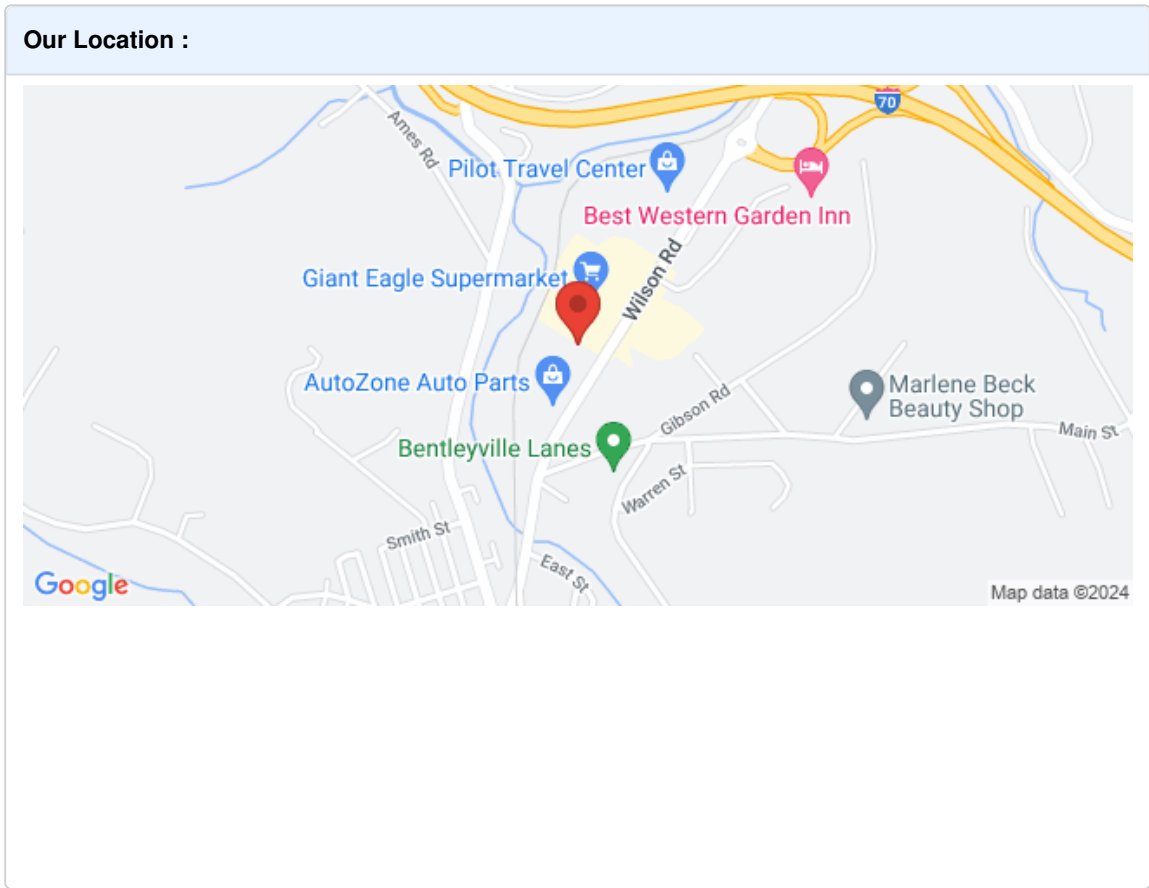 Our Location :
70
Ames Rd
Pilot Travel Center
Best Western Garden Inn
Giant Eagle Supermarket
Wilson Rd
AutoZone Auto Parts
Marlene Beck
Beauty Shop
Gibson Rd
Main St
Bentleyville Lanes
Warren St
Smith St
East St
Google
Map data ©2024